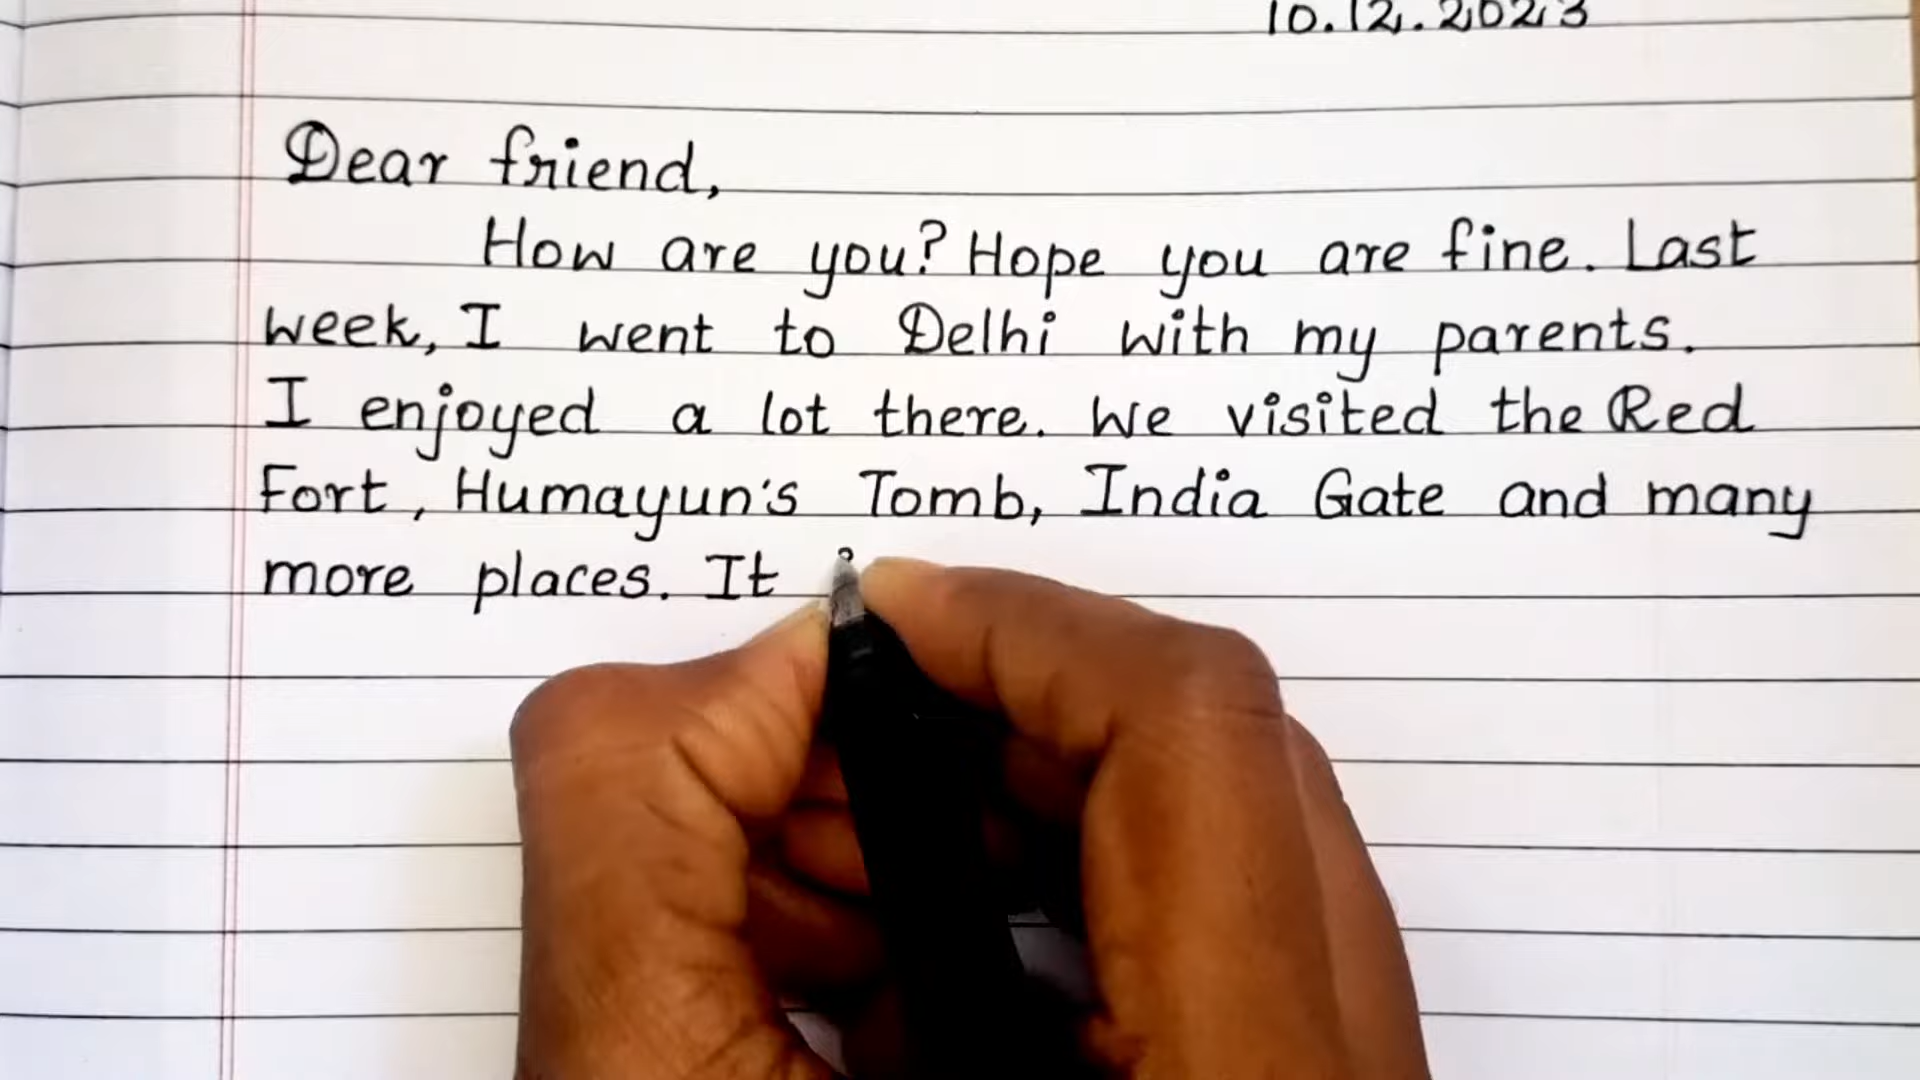 10.12.2023
Dear friend,
How are you? Hope you are fine. Last
week, I went to Delhi with my parents.
I enjoyed a lot there. We visited the Red
Fort, Humayun's Tomb, India Gate and many
more places. It